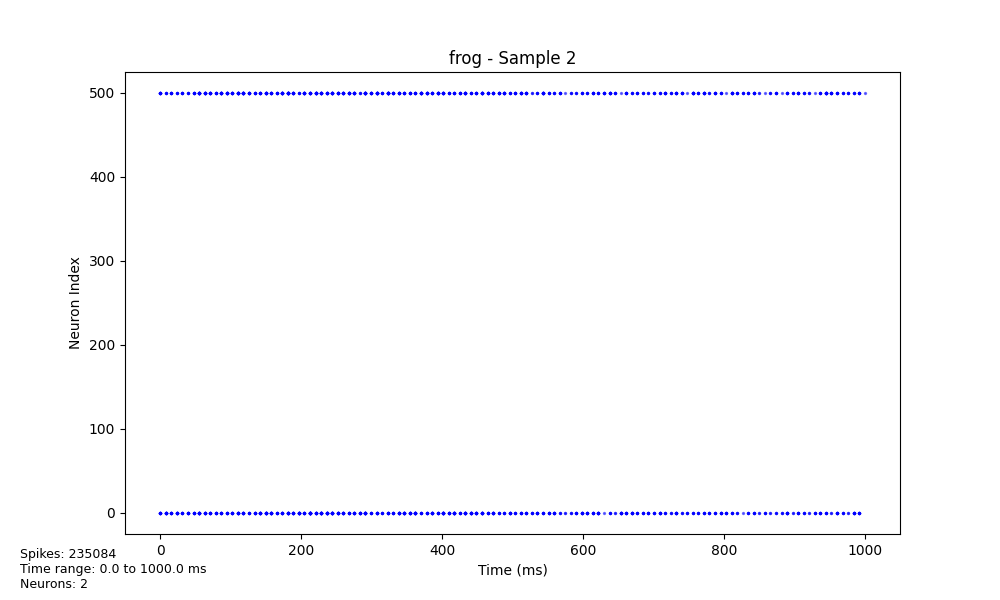 frog - Sample 2
500
400
300
200
100
0
Neuron Index
0 200 400 600 800 1000
Time (ms)
Spikes: 235084
Time range: 0.0 to 1000.0 ms
Neurons: 2